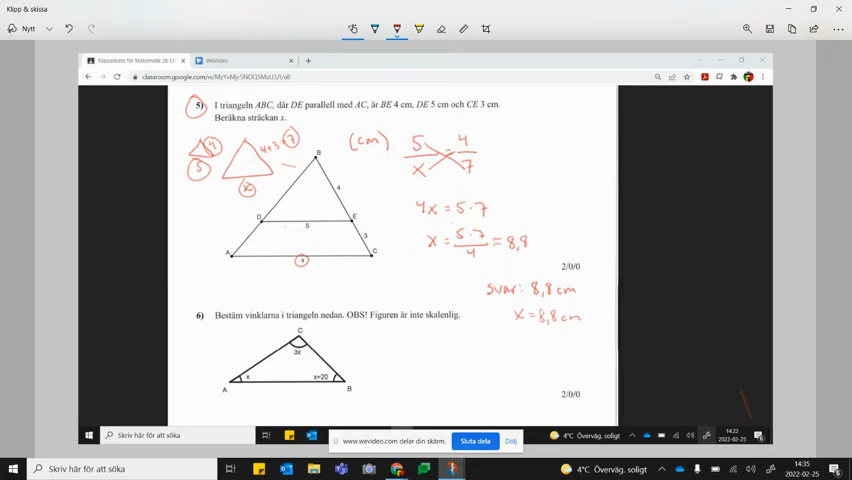 Klipp & skissa
Nytt
Klassarbete för Matematik 2b E1
WeVideo
classroom.google.com/w/MzYxMjc5NDQ5MzU3/t/all
5) I triangeln ABC, där DE parallell med AC, är BE 4 cm, DE 5 cm och CE 3 cm.
Beräkna sträckan x.
4
5
4+3=7
x
B
4
D
E
5
3
A
x
C
(cm)
5/x = 4/7
4x = 5·7
x = 5·7/4 ≈ 8,8
2/0/0
svar: 8,8 cm
x = 8,8 cm
6) Bestäm vinklarna i triangeln nedan. OBS! Figuren är inte skalenlig.
C
3x
x
x+20
A
B
2/0/0
Skriv här för att söka
4°C Överväg. soligt
14:22
2022-02-25
www.wevideo.com delar din skärm.
Sluta dela
Dölj
Skriv här för att söka
4°C Överväg. soligt
14:35
2022-02-25